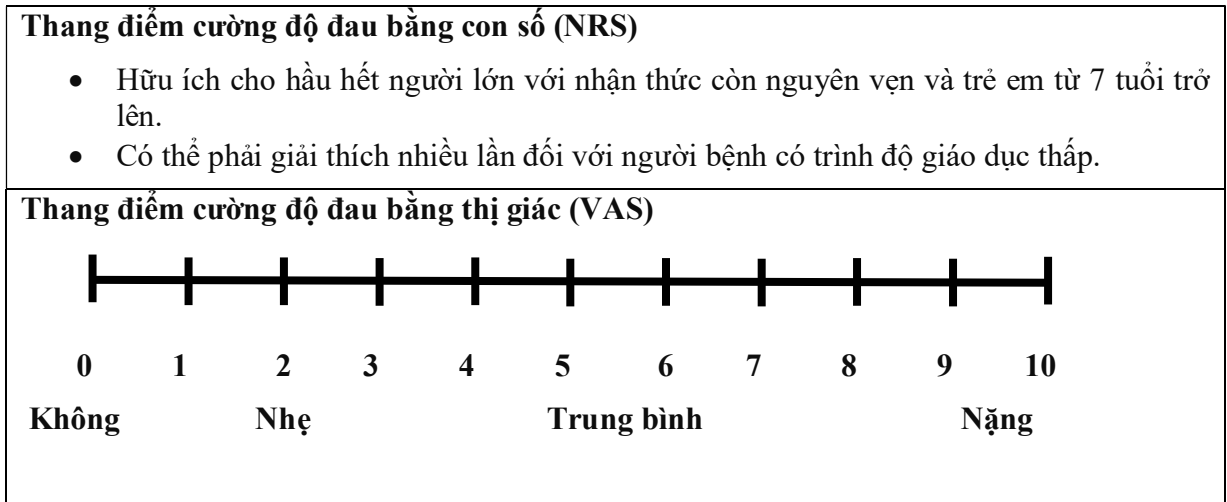 Thang điểm cường độ đau bằng con số (NRS)
• Hữu ích cho hầu hết người lớn với nhận thức còn nguyên vẹn và trẻ em từ 7 tuổi trở
lên.
• Có thể phải giải thích nhiều lần đối với người bệnh có trình độ giáo dục thấp.
Thang điểm cường độ đau bằng thị giác (VAS)
0 1 2 3 4 5 6 7 8 9 10
Không Nhẹ Trung bình Nặng